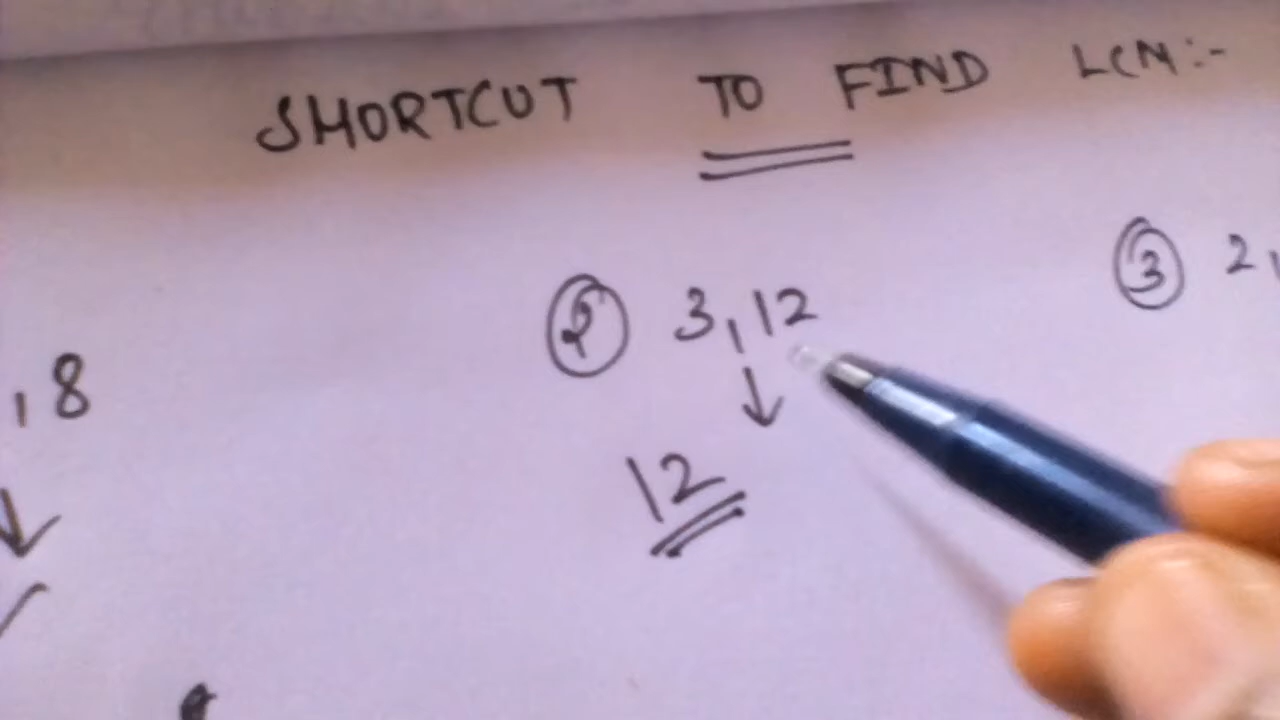 SHORTCUT TO FIND LCM:-
, 8
② 3, 12
12
③ 2,